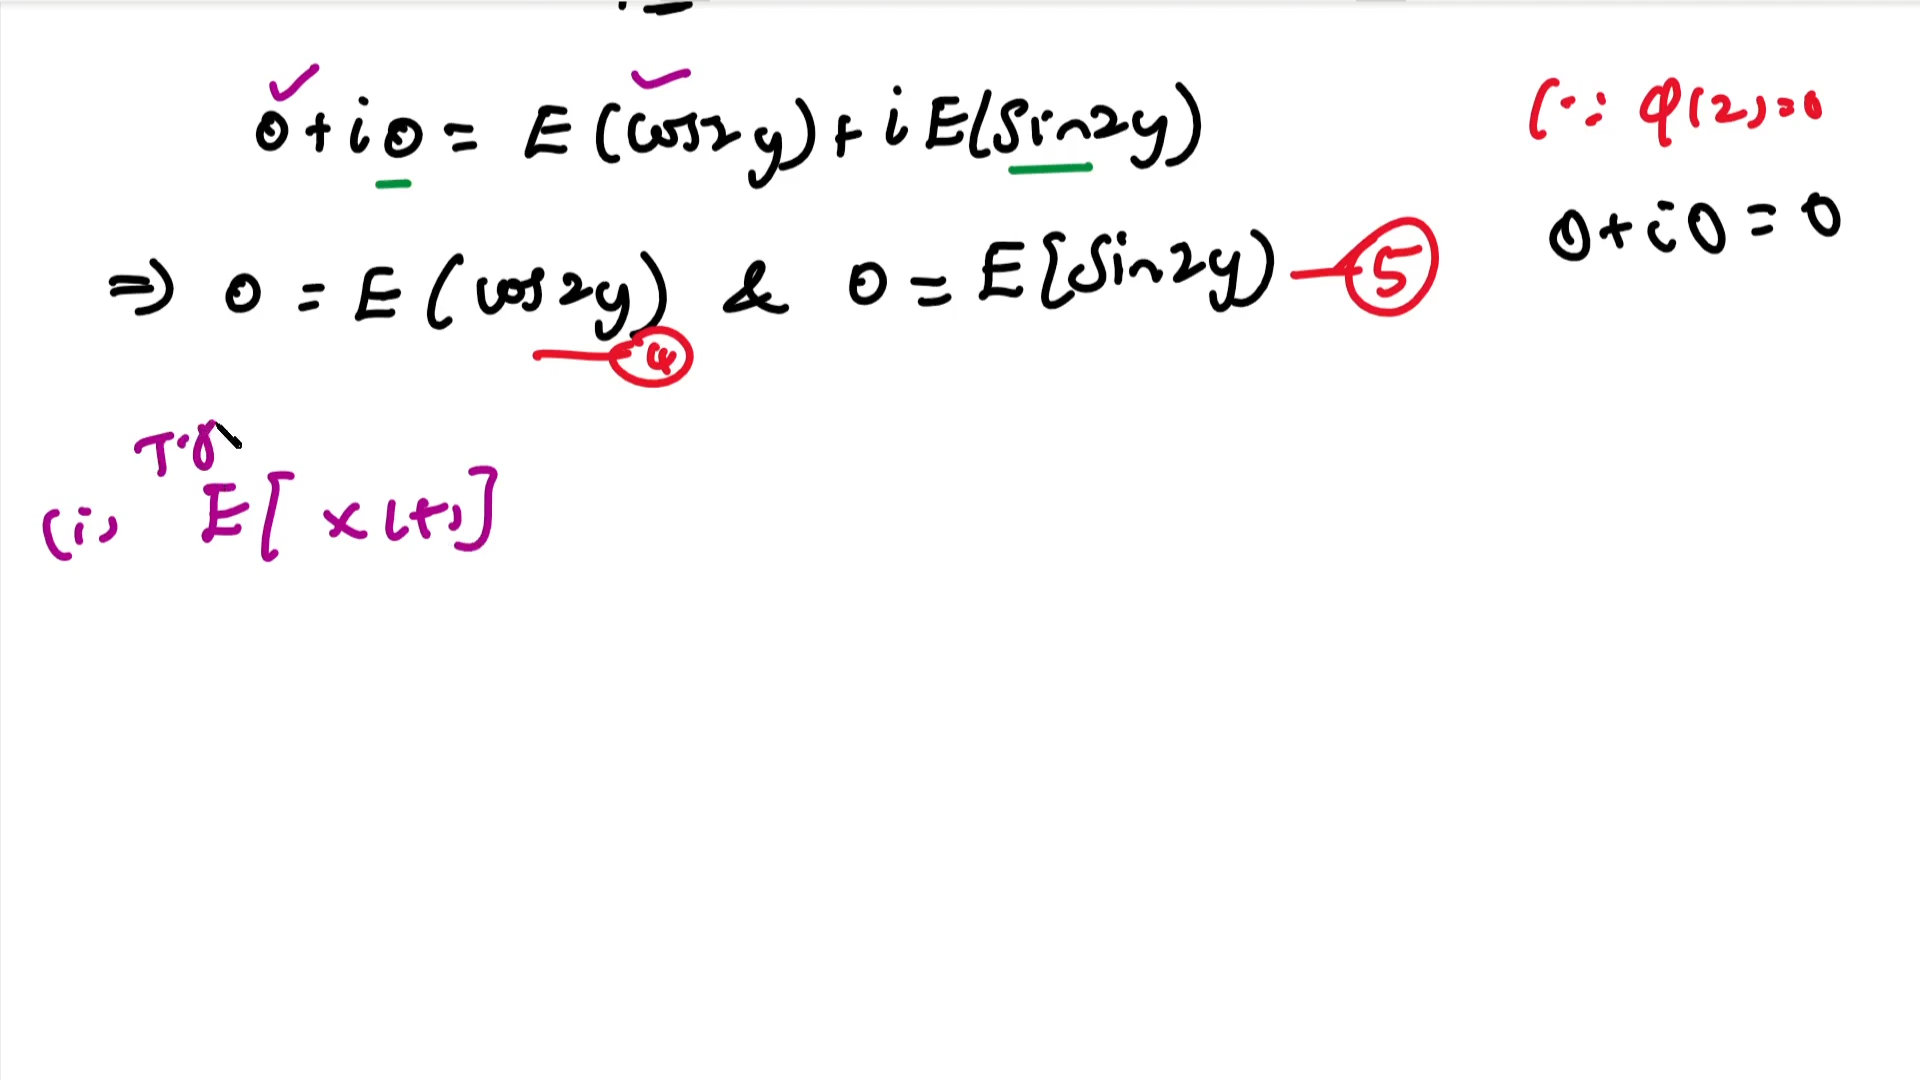 0 + i0 = E(cos2y) + iE(Sin2y)
(∵ φ(2)=0
0+i0 = 0
⇒ 0 = E(cos2y) & 0 = E[Sin2y) — ⑤
— ④
(i) E[x(t)]